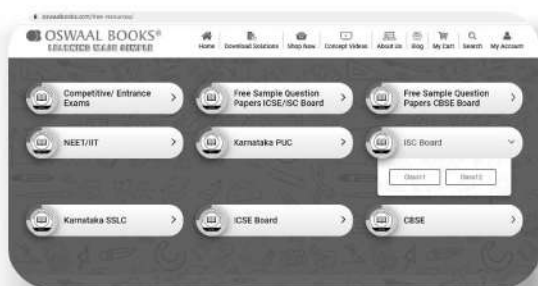 oswaalbooks.com/free-resources/
OSWAAL BOOKS®
LEARNING MADE SIMPLE
Home Download Solutions Shop Now Concept Videos About Us Blog My Cart Search My Account
Competitive/ Entrance
Exams
Free Sample Question
Papers ICSE/ISC Board
Free Sample Question
Papers CBSE Board
NEET/IIT
Karnataka PUC
ISC Board
Class11 Class12
Karnataka SSLC
ICSE Board
CBSE